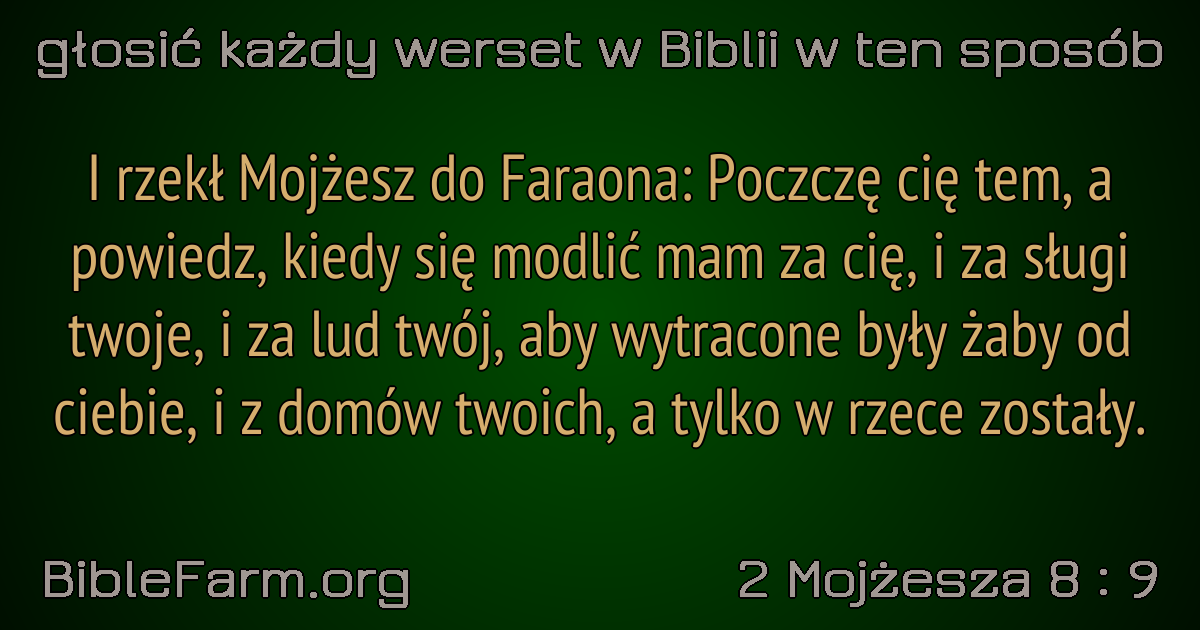 głosić każdy werset w Biblii w ten sposób
I rzekł Mojżesz do Faraona: Poczczę cię tem, a
powiedz, kiedy się modlić mam za cię, i za sługi
twoje, i za lud twój, aby wytracone były żaby od
ciebie, i z domów twoich, a tylko w rzece zostały.
BibleFarm.org
2 Mojżesza 8 : 9